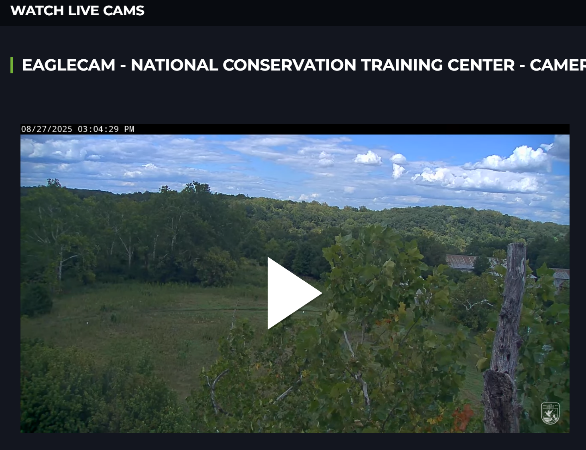 WATCH LIVE CAMS
EAGLECAM - NATIONAL CONSERVATION TRAINING CENTER - CAMER
08/27/2025 03:04:29 PM